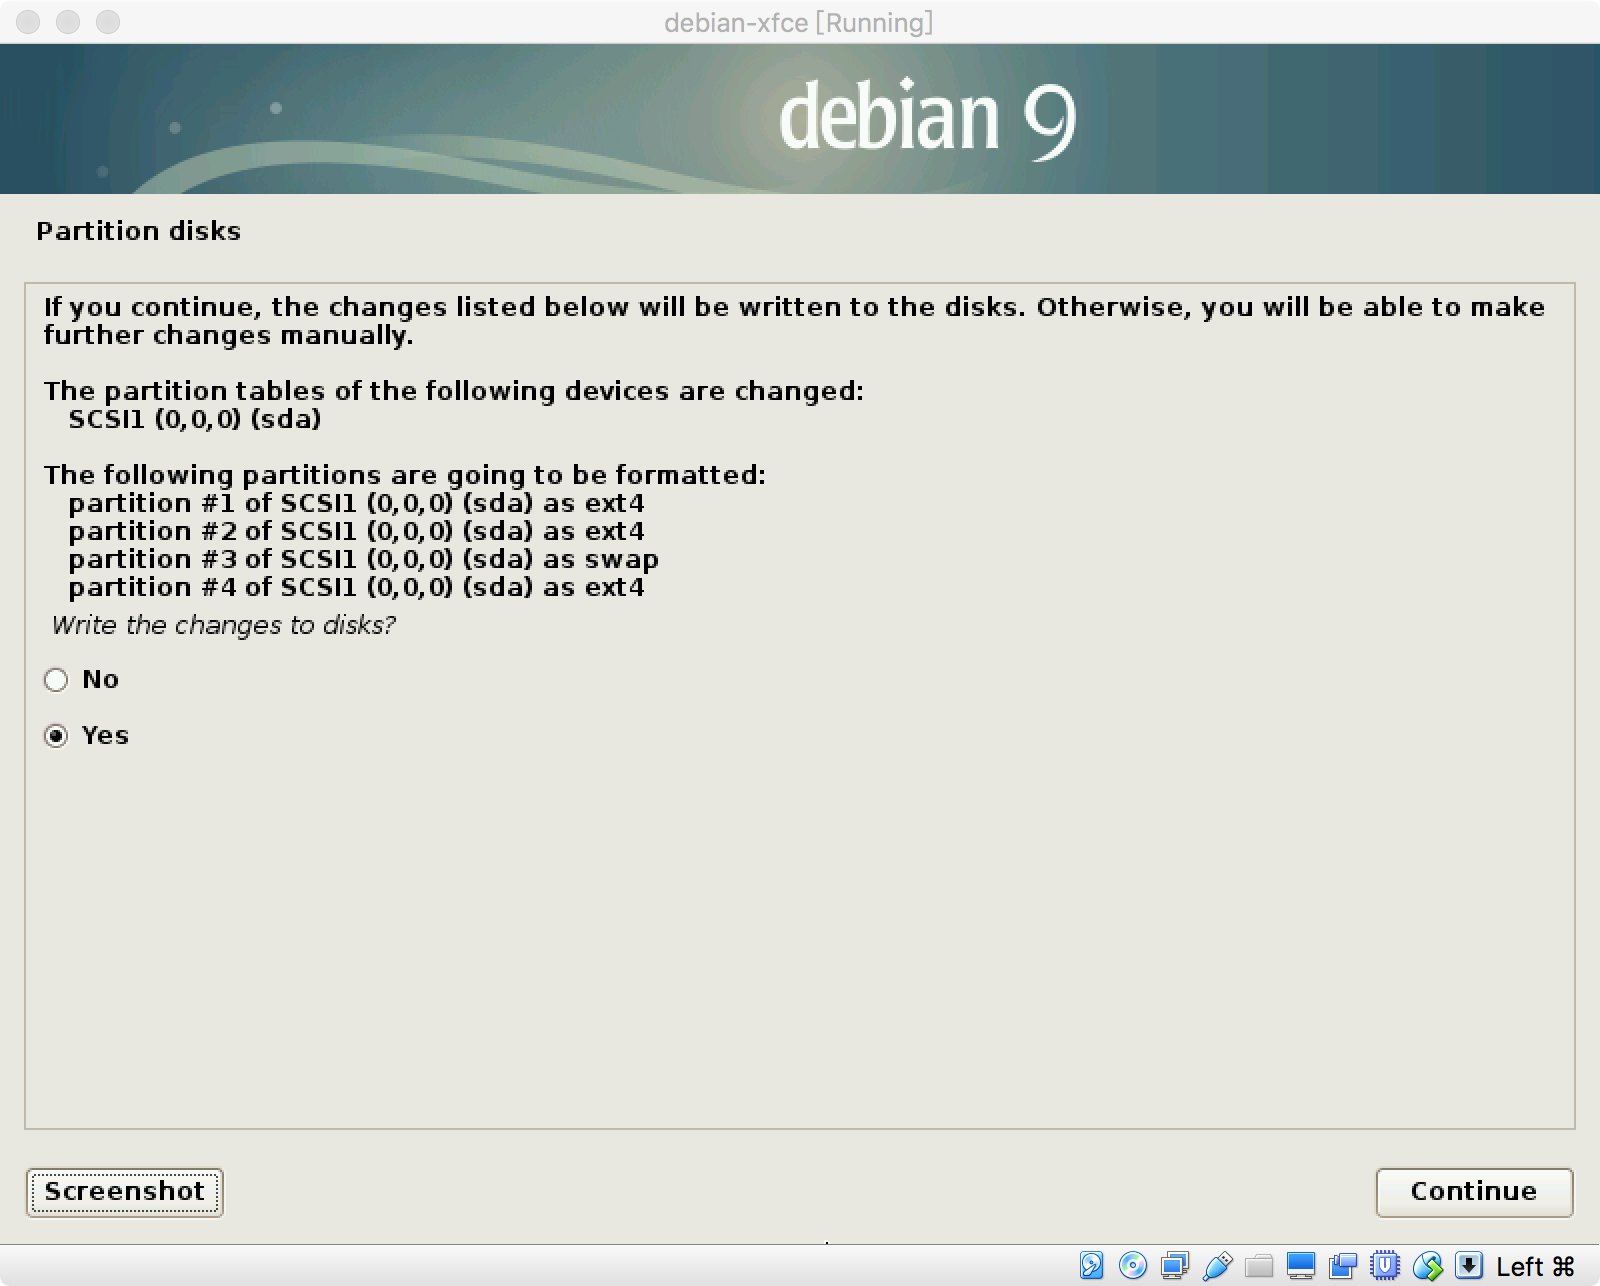 debian-xfce [Running]
debian 9
Partition disks
If you continue, the changes listed below will be written to the disks. Otherwise, you will be able to make
further changes manually.
The partition tables of the following devices are changed:
SCSI1 (0,0,0) (sda)
The following partitions are going to be formatted:
partition #1 of SCSI1 (0,0,0) (sda) as ext4
partition #2 of SCSI1 (0,0,0) (sda) as ext4
partition #3 of SCSI1 (0,0,0) (sda) as swap
partition #4 of SCSI1 (0,0,0) (sda) as ext4
Write the changes to disks?
No
Yes
Screenshot
Continue
Left ⌘